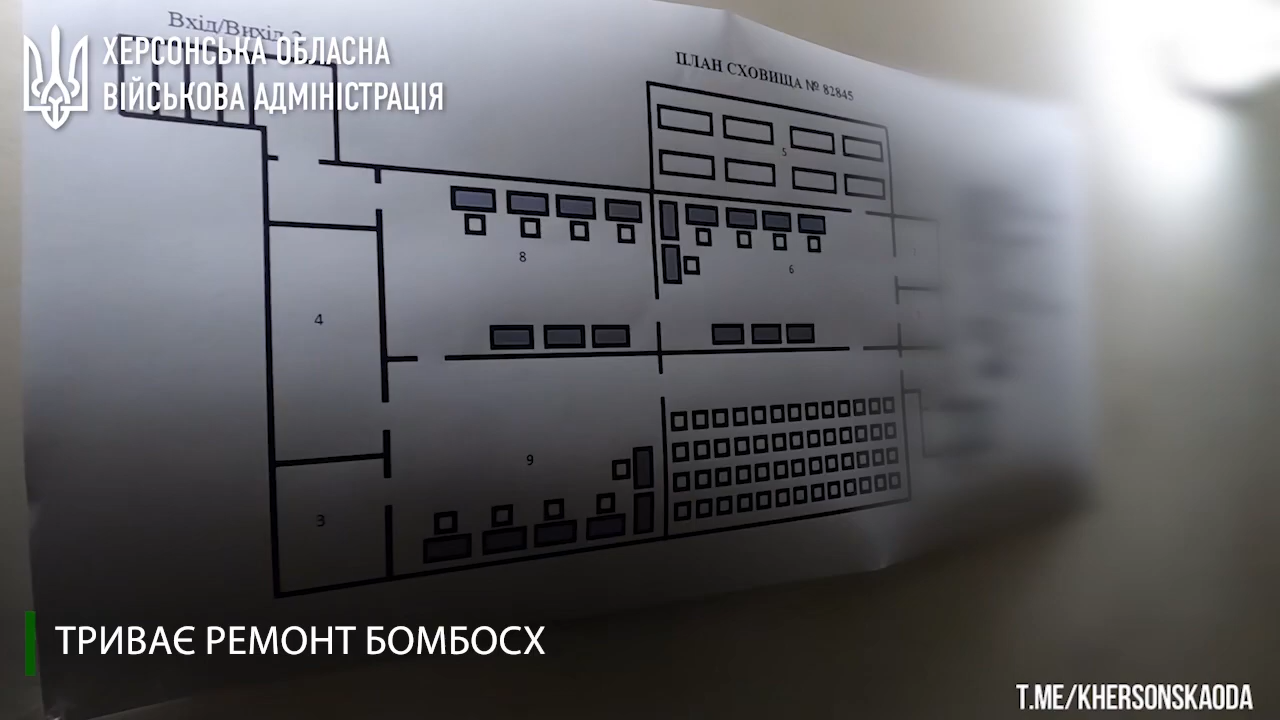 Вхід/Вихід 2
ХЕРСОНСЬКА ОБЛАСНА
ВІЙСЬКОВА АДМІНІСТРАЦІЯ
ПЛАН СХОВИЩА № 82845
5
8
6
4
9
3
ТРИВАЄ РЕМОНТ БОМБОСХ
T.ME/KHERSONSKAODA